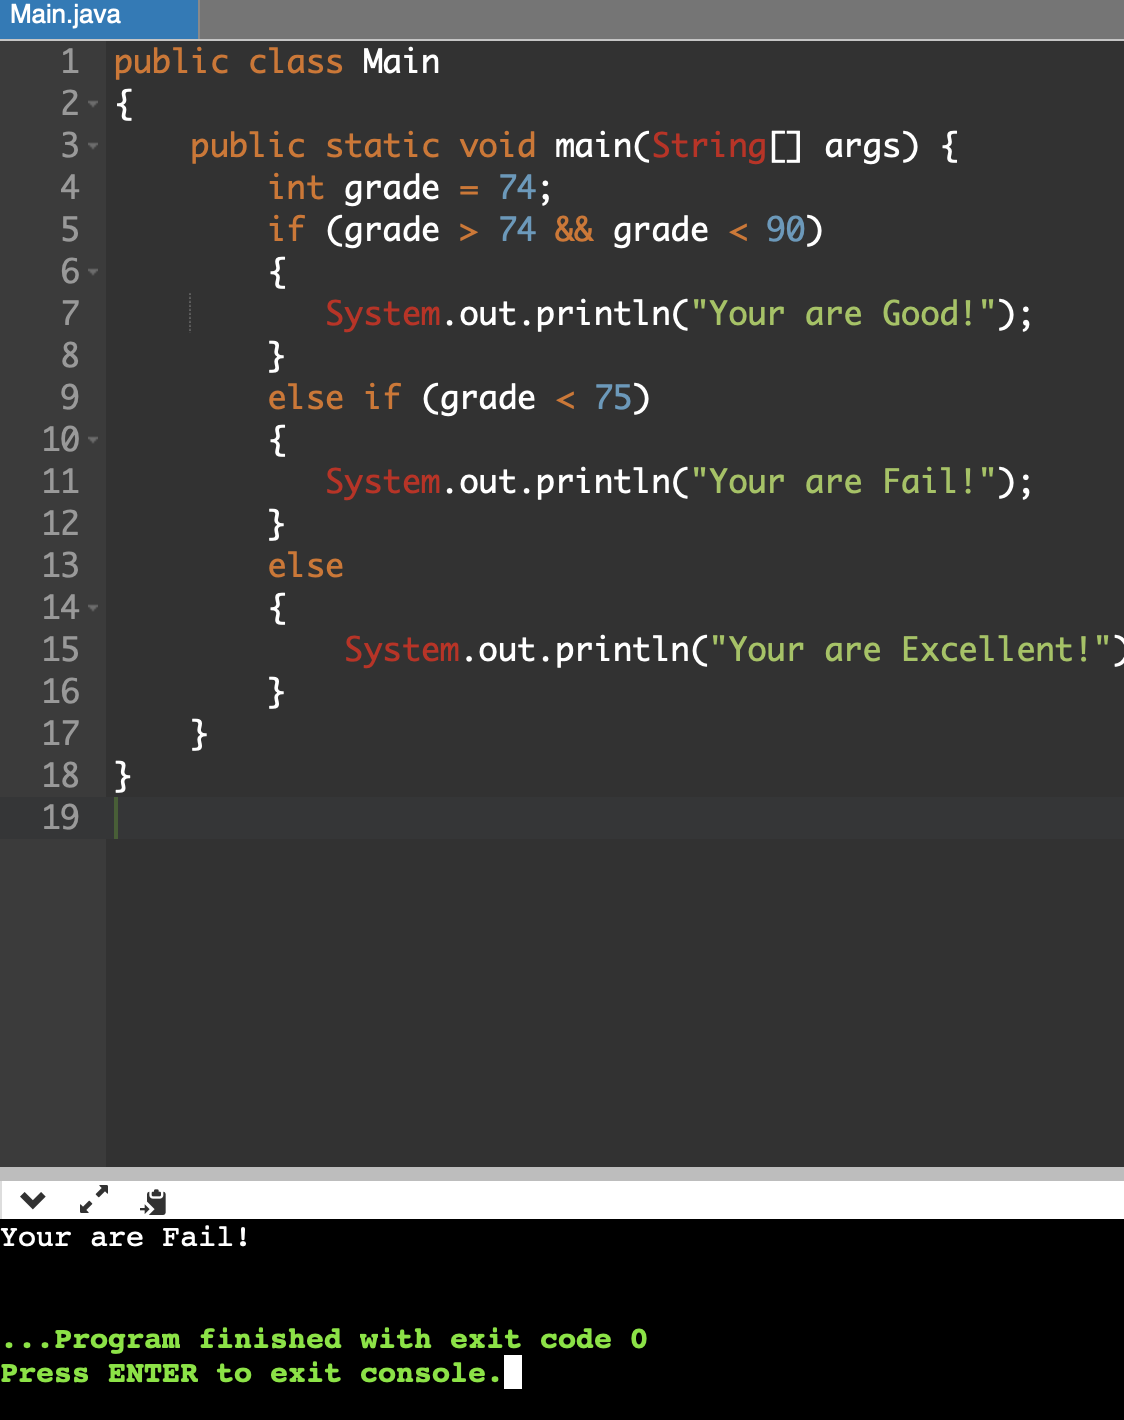 Main.java
1 public class Main
2 {
3     public static void main(String[] args) {
4         int grade = 74;
5         if (grade > 74 && grade < 90)
6         {
7            System.out.println("Your are Good!");
8         }
9         else if (grade < 75)
10         {
11            System.out.println("Your are Fail!");
12         }
13         else
14         {
15             System.out.println("Your are Excellent!")
16         }
17     }
18 }
19
Your are Fail!
...Program finished with exit code 0
Press ENTER to exit console.